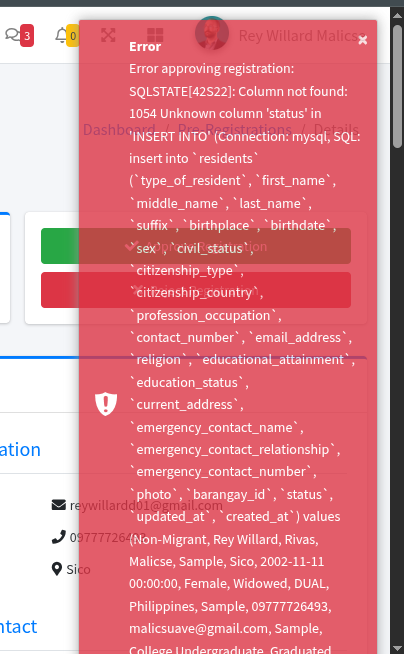 3
0
Rey Willard Malics
Error
×
Error approving registration:
SQLSTATE[42S22]: Column not found:
1054 Unknown column 'status' in
'INSERT INTO' (Connection: mysql, SQL:
insert into `residents`
(`type_of_resident`, `first_name`,
`middle_name`, `last_name`,
`suffix`, `birthplace`, `birthdate`,
`sex`, `civil_status`,
`citizenship_type`,
`citizenship_country`,
`profession_occupation`,
`contact_number`, `email_address`,
`religion`, `educational_attainment`,
`education_status`,
`current_address`,
`emergency_contact_name`,
`emergency_contact_relationship`,
`emergency_contact_number`,
`photo`, `barangay_id`, `status`,
`updated_at`, `created_at`) values
(Non-Migrant, Rey Willard, Rivas,
Malicse, Sample, Sico, 2002-11-11
00:00:00, Female, Widowed, DUAL,
Philippines, Sample, 09777726493,
malicsuave@gmail.com, Sample,
College Undergraduate, Graduated
Dashboard / Pre-Registrations / Details
ation
reywillardd01@gmail.com
Sico
ntact